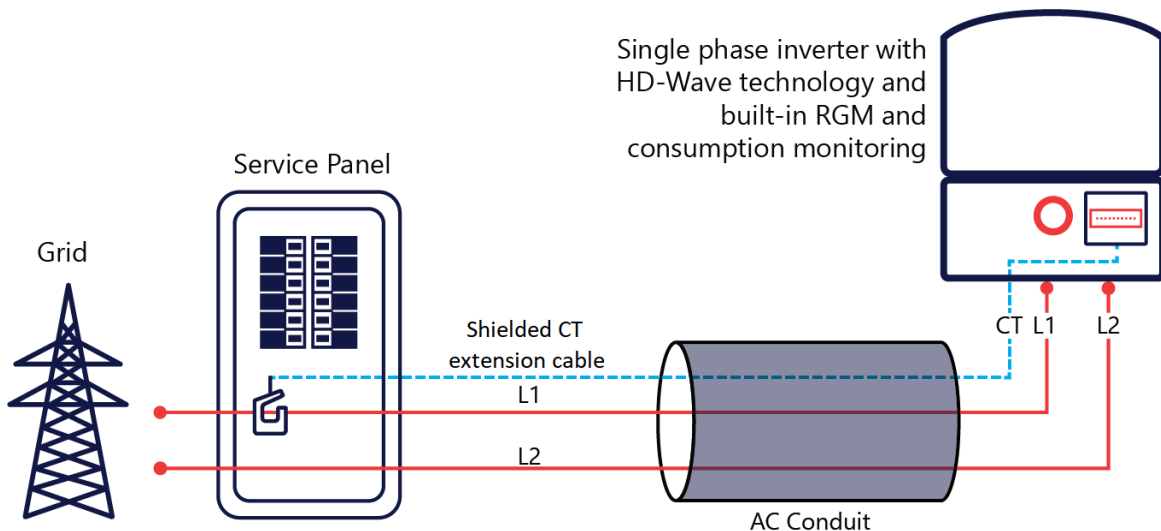 Single phase inverter with
HD-Wave technology and
built-in RGM and
consumption monitoring
Service Panel
Grid
Shielded CT
extension cable
CT L1 L2
L1
L2
AC Conduit